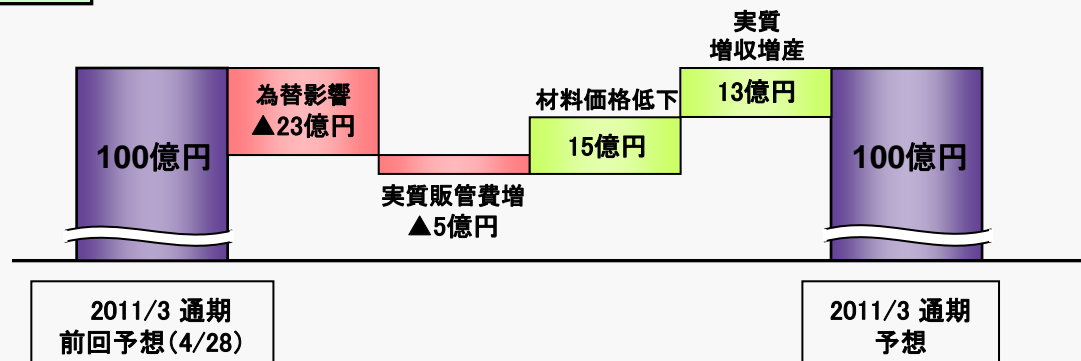 100億円
為替影響
▲23億円
実質販管費増
▲5億円
材料価格低下
15億円
実質
増収増産
13億円
100億円
2011/3 通期
前回予想(4/28)
2011/3 通期
予想